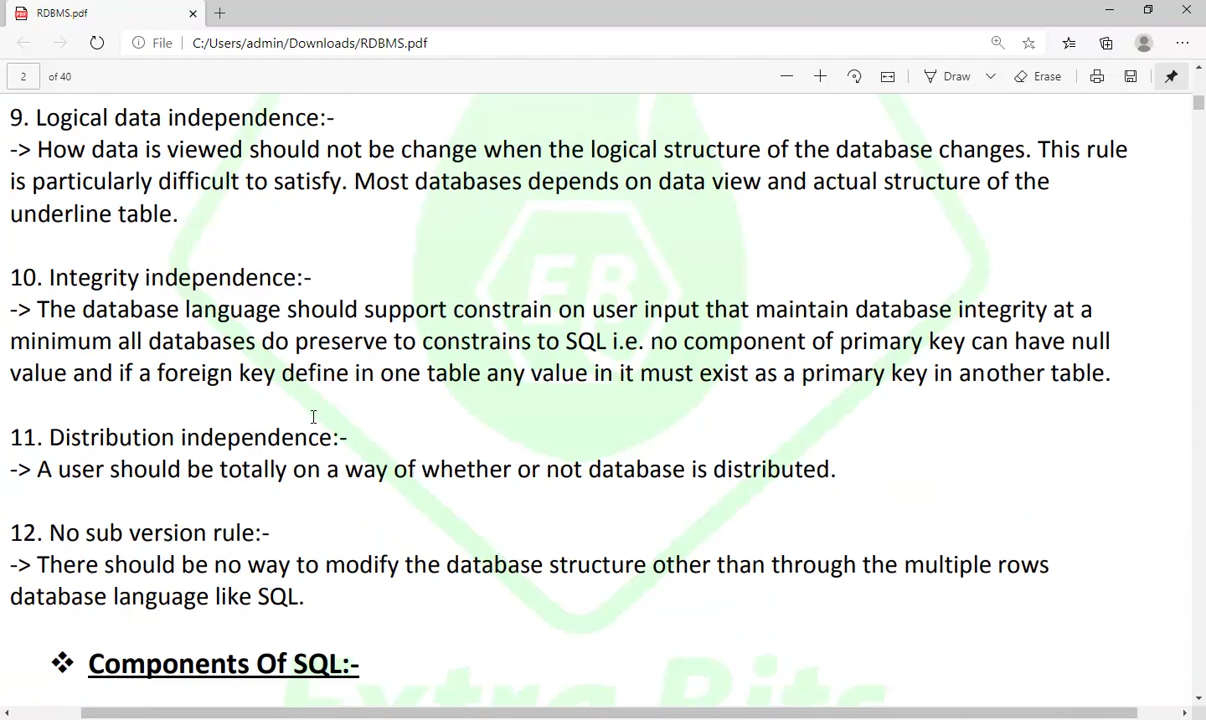 RDBMS.pdf
File C:/Users/admin/Downloads/RDBMS.pdf
2 of 40 Draw Erase
9. Logical data independence:-
-> How data is viewed should not be change when the logical structure of the database changes. This rule
is particularly difficult to satisfy. Most databases depends on data view and actual structure of the
underline table.
10. Integrity independence:-
-> The database language should support constrain on user input that maintain database integrity at a
minimum all databases do preserve to constrains to SQL i.e. no component of primary key can have null
value and if a foreign key define in one table any value in it must exist as a primary key in another table.
11. Distribution independence:-
-> A user should be totally on a way of whether or not database is distributed.
12. No sub version rule:-
-> There should be no way to modify the database structure other than through the multiple rows
database language like SQL.
❖ Components Of SQL:-
EB
Extra Bits